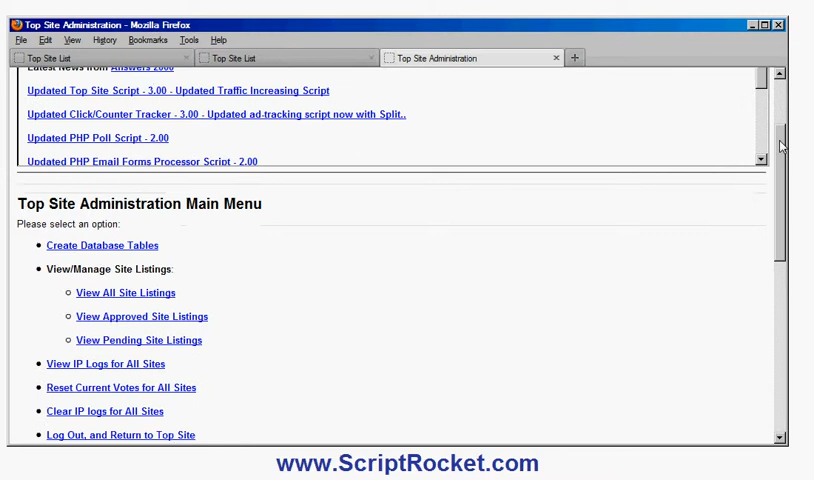 Top Site Administration - Mozilla Firefox
File Edit View History Bookmarks Tools Help
Top Site List Top Site List Top Site Administration
Latest News from Answers 2000
Updated Top Site Script - 3.00 - Updated Traffic Increasing Script
Updated Click/Counter Tracker - 3.00 - Updated ad-tracking script now with Split..
Updated PHP Poll Script - 2.00
Updated PHP Email Forms Processor Script - 2.00
Top Site Administration Main Menu
Please select an option:
Create Database Tables
View/Manage Site Listings:
View All Site Listings
View Approved Site Listings
View Pending Site Listings
View IP Logs for All Sites
Reset Current Votes for All Sites
Clear IP logs for All Sites
Log Out, and Return to Top Site
www.ScriptRocket.com